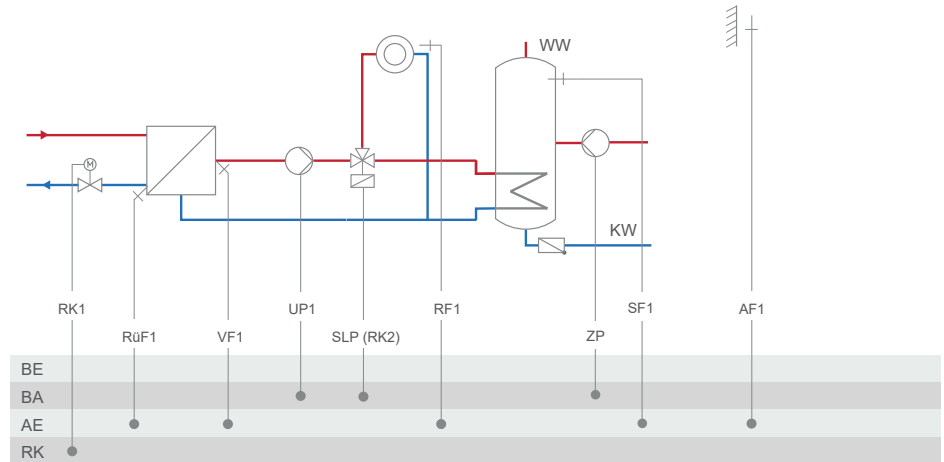 WW
M
KW
RK1
UP1
RF1
SF1
AF1
RüF1
VF1
SLP (RK2)
ZP
BE
BA
AE
RK